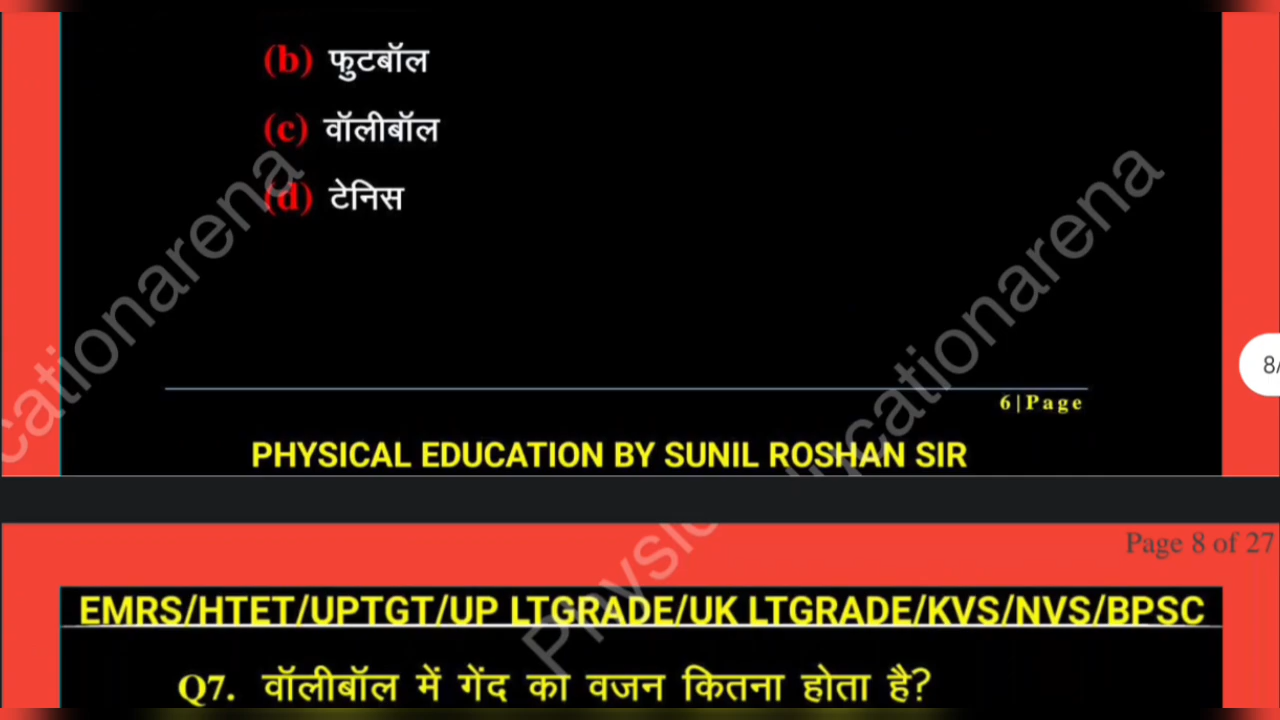 (b) फुटबॉल
(c) वॉलीबॉल
(d) टेनिस
6|Page
PHYSICAL EDUCATION BY SUNIL ROSHAN SIR
Page 8 of 27
EMRS/HTET/UPTGT/UP LTGRADE/UK LTGRADE/KVS/NVS/BPSC
Q7. वॉलीबॉल में गेंद का वजन कितना होता है?
8/